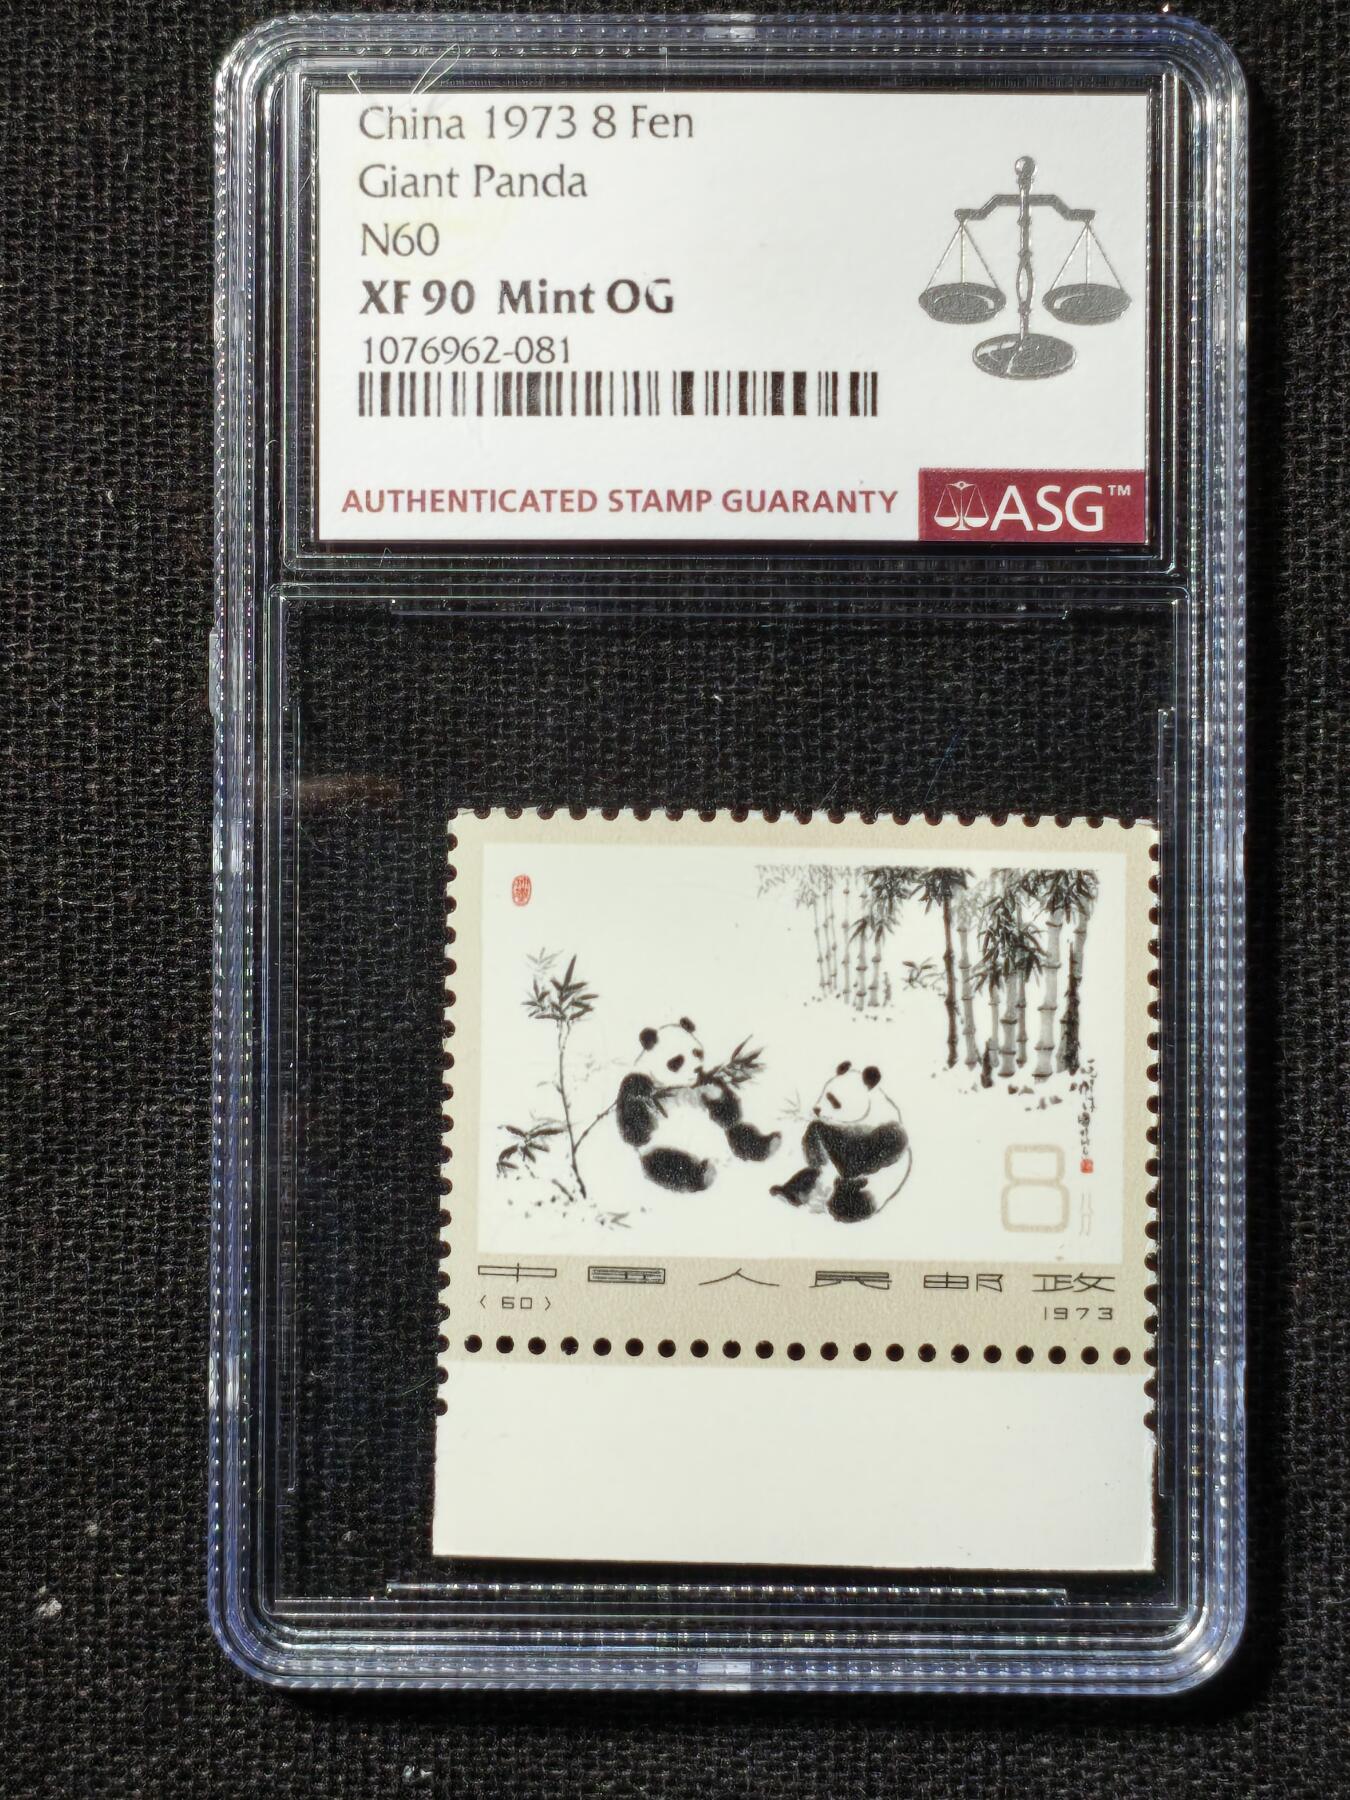 China 1973 8 Fen
Giant Panda
N60
XF 90 Mint OG
1076962-081
AUTHENTICATED STAMP GUARANTY
ASG™
8分
中国人民邮政
(60)
1973